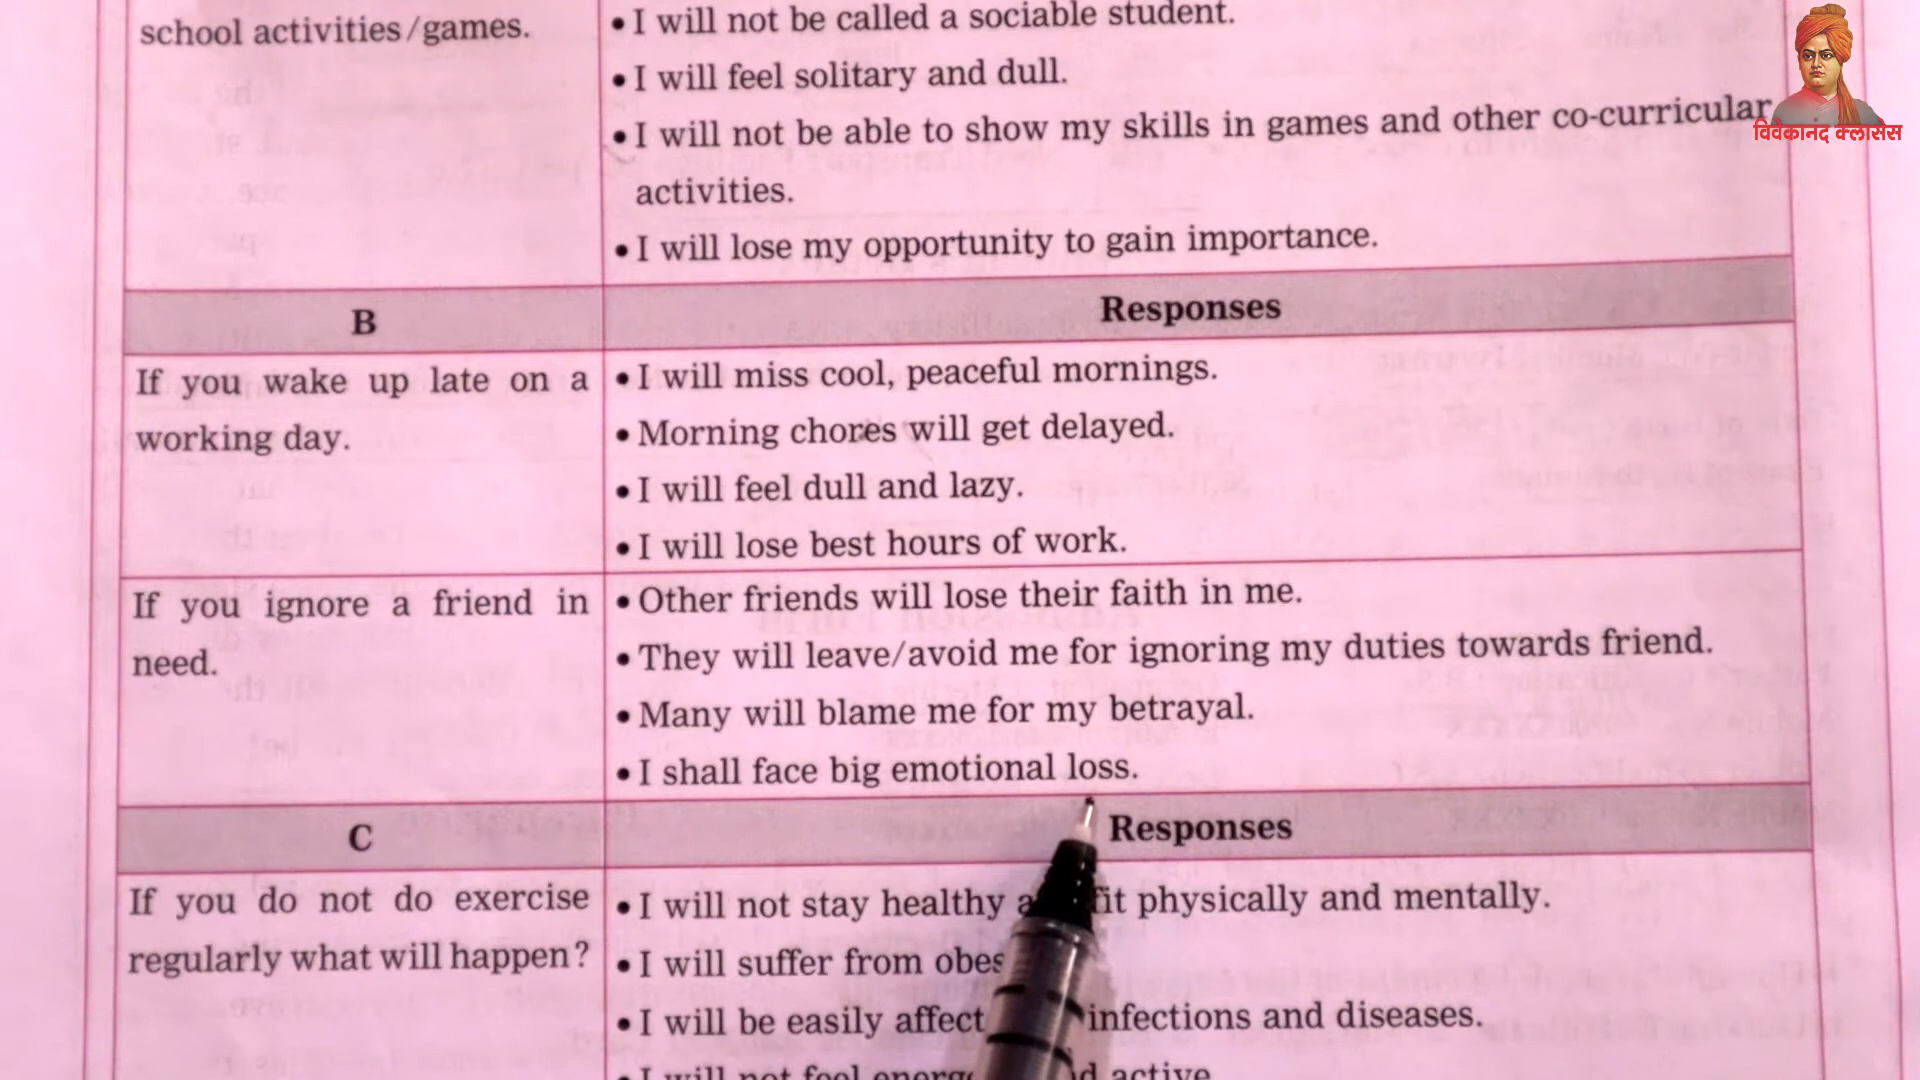 school activities/games.
• I will not be called a sociable student.
• I will feel solitary and dull.
• I will not be able to show my skills in games and other co-curricular
activities.
• I will lose my opportunity to gain importance.
विवेकानंद क्लासेस
B Responses
If you wake up late on a
working day.
• I will miss cool, peaceful mornings.
• Morning chores will get delayed.
• I will feel dull and lazy.
• I will lose best hours of work.
If you ignore a friend in
need.
• Other friends will lose their faith in me.
• They will leave/avoid me for ignoring my duties towards friend.
• Many will blame me for my betrayal.
• I shall face big emotional loss.
C Responses
If you do not do exercise
regularly what will happen?
• I will not stay healthy fit physically and mentally.
• I will suffer from
• I will be easily infections and diseases.
• I will not feel active